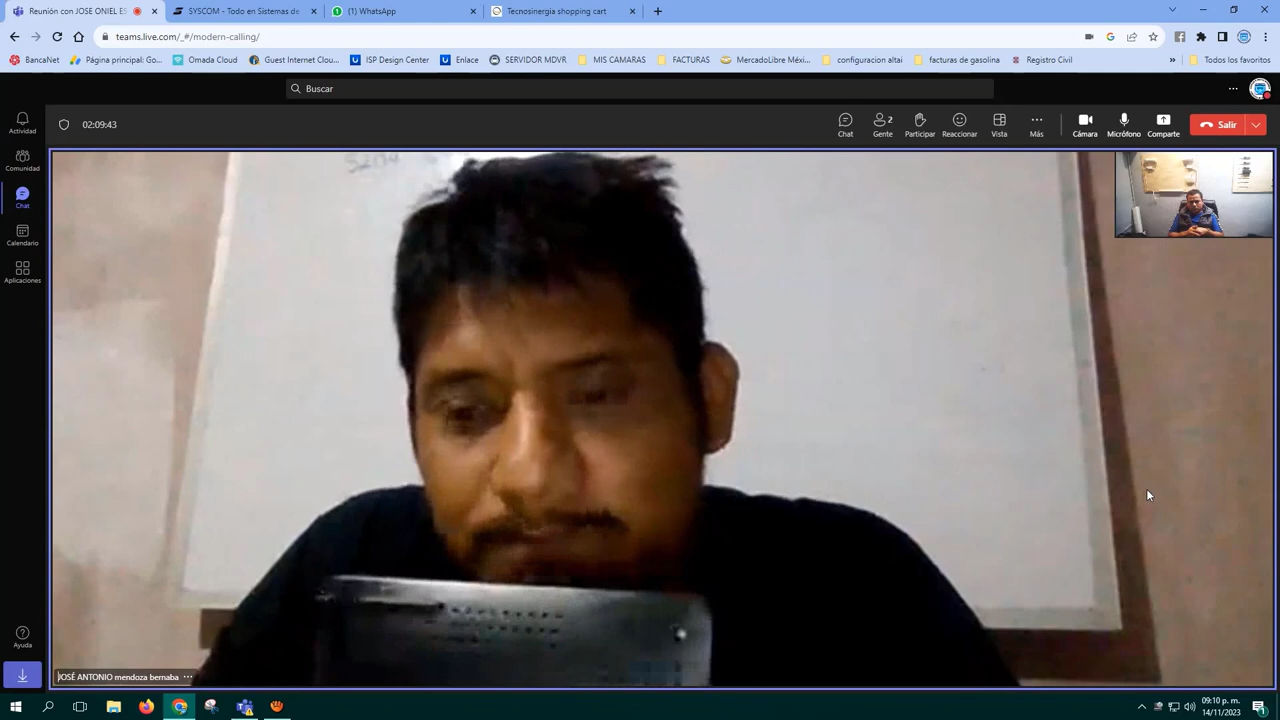 Reunión con JOSE ONIEL ES
SYSCOM - Todo en Sistemas de
(1) WhatsApp
Tecnosinergia shopping cart
teams.live.com/_#/modern-calling/
BancaNet
Página principal: Go...
Omada Cloud
Guest Internet Clou...
ISP Design Center
Enlace
SERVIDOR MDVR
MIS CAMARAS
FACTURAS
MercadoLibre Méxi...
configuracion altai
facturas de gasolina
Registro Civil
»
Todos los favoritos
Buscar
02:09:43
Chat
Gente
2
Participar
Reaccionar
Vista
Más
Cámara
Micrófono
Comparte
Salir
Actividad
Comunidad
Chat
Calendario
Aplicaciones
Ayuda
JOSÉ ANTONIO mendoza bernaba
09:10 p. m.
14/11/2023
1